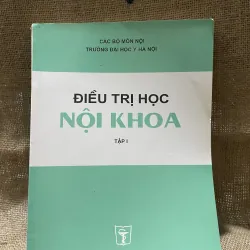 CÁC BỘ MÔN NỘI
TRƯỜNG ĐẠI HỌC Y HÀ NỘI
ĐIỀU TRỊ HỌC
NỘI KHOA
TẬP I